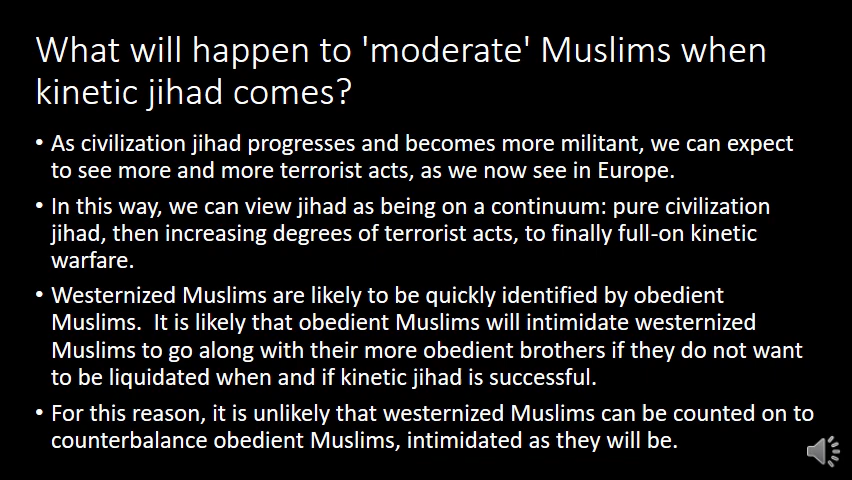 What will happen to 'moderate' Muslims when
kinetic jihad comes?
• As civilization jihad progresses and becomes more militant, we can expect
to see more and more terrorist acts, as we now see in Europe.
• In this way, we can view jihad as being on a continuum: pure civilization
jihad, then increasing degrees of terrorist acts, to finally full-on kinetic
warfare.
• Westernized Muslims are likely to be quickly identified by obedient
Muslims.  It is likely that obedient Muslims will intimidate westernized
Muslims to go along with their more obedient brothers if they do not want
to be liquidated when and if kinetic jihad is successful.
• For this reason, it is unlikely that westernized Muslims can be counted on to
counterbalance obedient Muslims, intimidated as they will be.